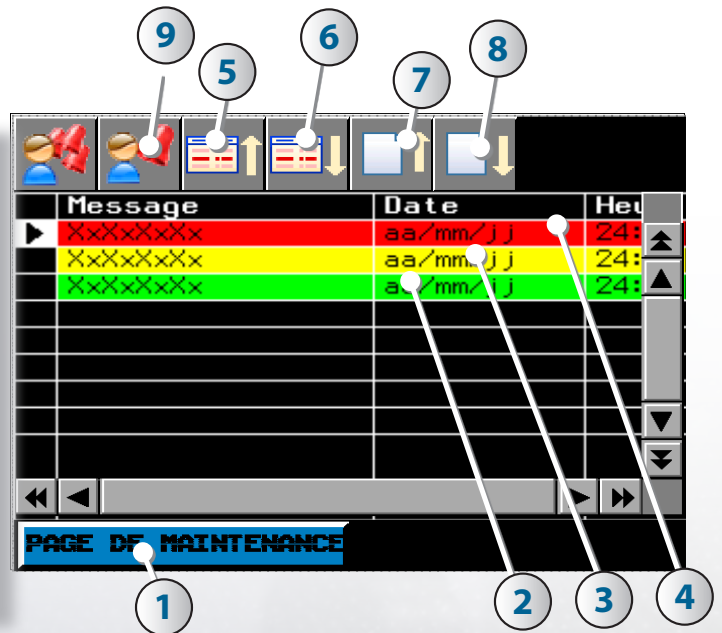 9
5
6
7
8
Message Date Heu
XxXxXxXx aa/mm/jj 24:
XxXxXxXx aa/mm/jj 24:
XxXxXxXx aa/mm/jj 24:
PAGE DE MAINTENANCE
1
2
3
4